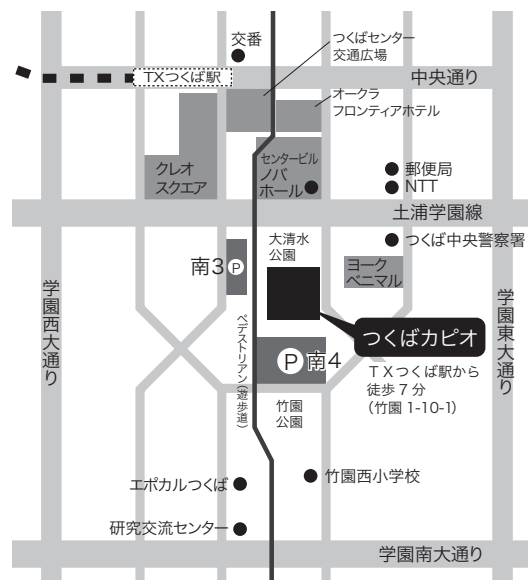 交番
つくばセンター
交通広場
TXつくば駅
中央通り
オークラ
フロンティアホテル
クレオ
スクエア
センタービル
ノバ
ホール
郵便局
NTT
土浦学園線
大清水
公園
つくば中央警察署
南3 P
ヨーク
ベニマル
学園西大通り
学園東大通り
ペデストリアン(遊歩道)
つくばカピオ
P 南4
TXつくば駅から
徒歩7分
(竹園 1-10-1)
竹園
公園
エポカルつくば
竹園西小学校
研究交流センター
学園南大通り